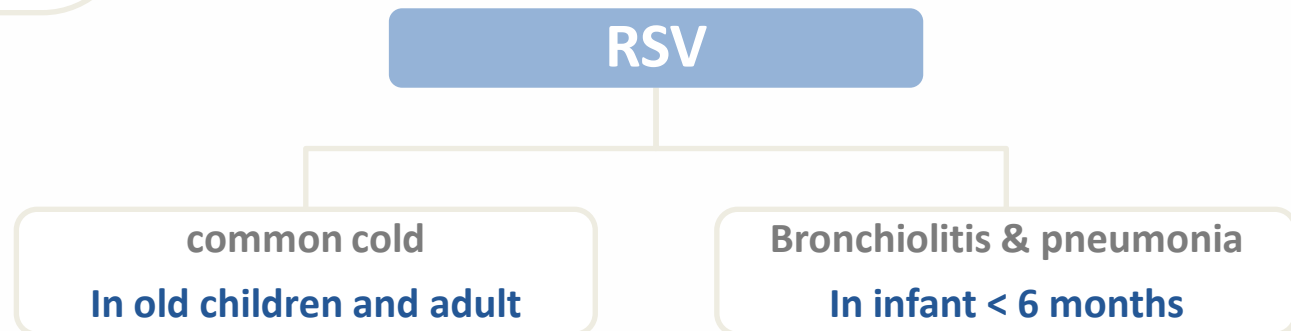 RSV
common cold
In old children and adult
Bronchiolitis & pneumonia
In infant < 6 months